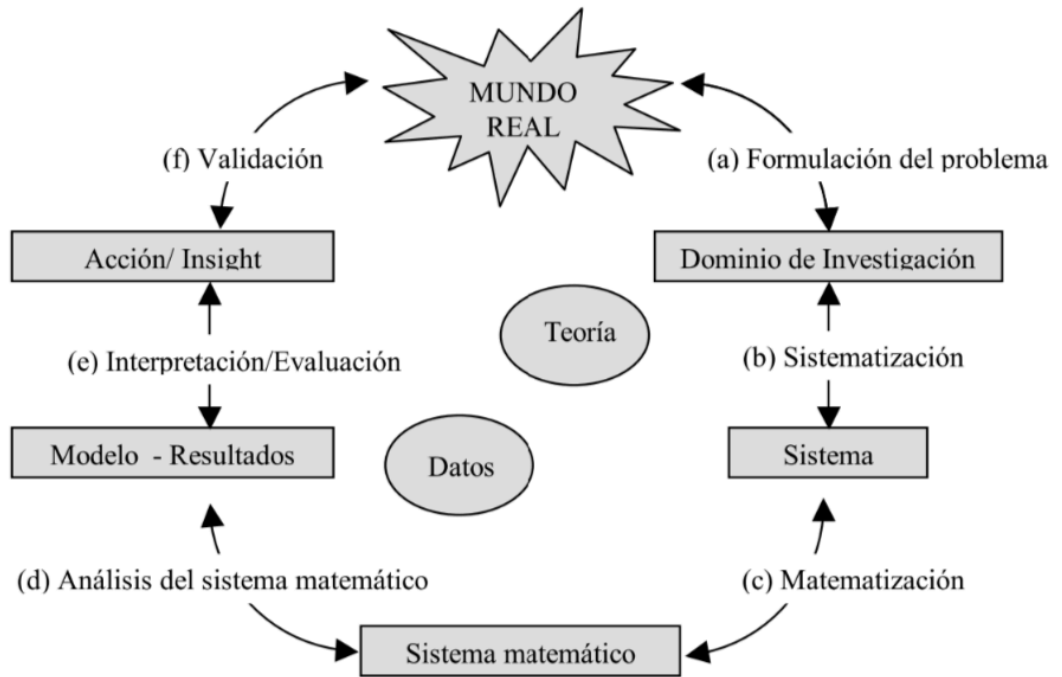 MUNDO
REAL
(f) Validación
(a) Formulación del problema
Acción/ Insight
Dominio de Investigación
Teoría
(e) Interpretación/Evaluación
(b) Sistematización
Modelo - Resultados
Datos
Sistema
(d) Análisis del sistema matemático
(c) Matematización
Sistema matemático